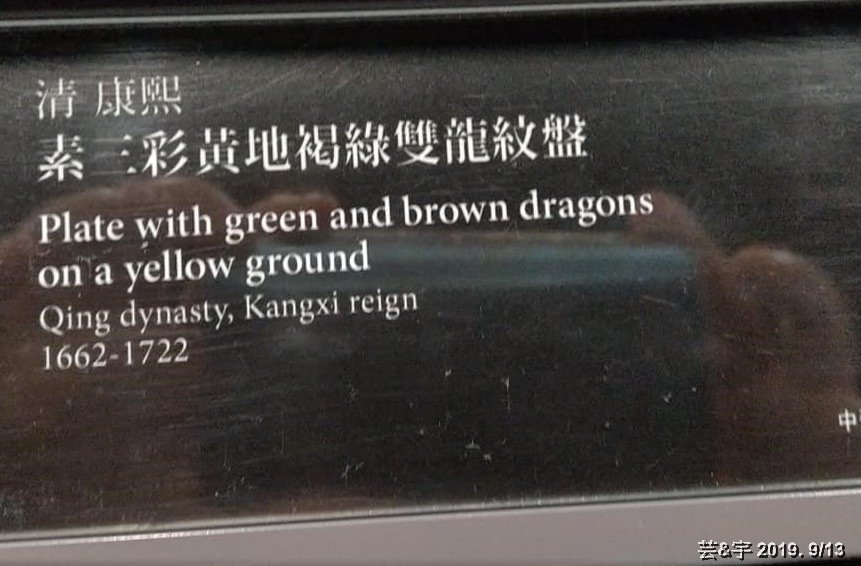 清 康熙
素三彩黃地褐綠雙龍紋盤
Plate with green and brown dragons
on a yellow ground
Qing dynasty, Kangxi reign
1662-1722
中
芸&宇 2019. 9/13